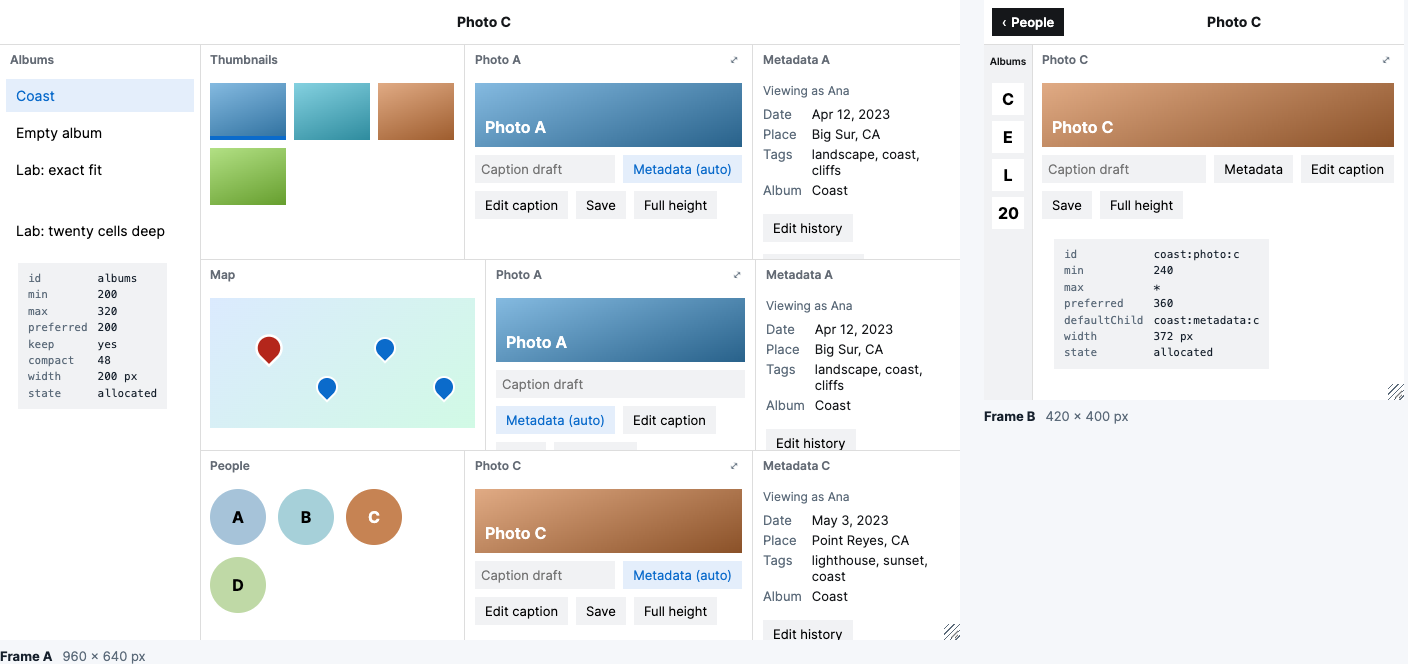 Photo C
Albums
Coast
Empty album
Lab: exact fit
Lab: twenty cells deep
id albums
min 200
max 320
preferred 200
keep yes
compact 48
width 200 px
state allocated
Thumbnails
Photo A
Photo A
Caption draft
Metadata (auto)
Edit caption
Save
Full height
Metadata A
Viewing as Ana
Date Apr 12, 2023
Place Big Sur, CA
Tags landscape, coast,
cliffs
Album Coast
Edit history
Map
Photo A
Photo A
Caption draft
Metadata (auto)
Edit caption
Metadata A
Viewing as Ana
Date Apr 12, 2023
Place Big Sur, CA
Tags landscape, coast,
cliffs
Album Coast
Edit history
People
A
B
C
D
Photo C
Photo C
Caption draft
Metadata (auto)
Edit caption
Save
Full height
Metadata C
Viewing as Ana
Date May 3, 2023
Place Point Reyes, CA
Tags lighthouse, sunset,
coast
Album Coast
Edit history
Frame A 960 × 640 px
‹ People
Photo C
Albums
C
E
L
20
Photo C
Photo C
Caption draft
Metadata
Edit caption
Save
Full height
id coast:photo:c
min 240
max *
preferred 360
defaultChild coast:metadata:c
width 372 px
state allocated
Frame B 420 × 400 px